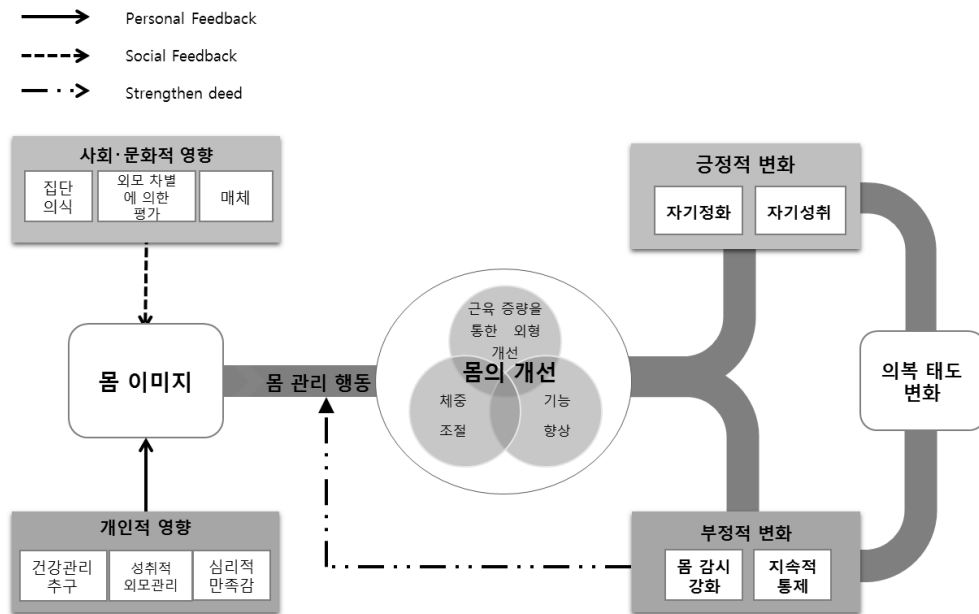 Personal Feedback
Social Feedback
Strengthen deed
사회·문화적 영향
집단
의식
외모 차별
에 의한
평가
매체
몸 이미지
개인적 영향
건강관리
추구
성취적
외모관리
심리적
만족감
몸 관리 행동
근육 증량을
통한 외형
개선
몸의 개선
체중
조절
기능
향상
긍정적 변화
자기정화
자기성취
부정적 변화
몸 감시
강화
지속적
통제
의복 태도
변화